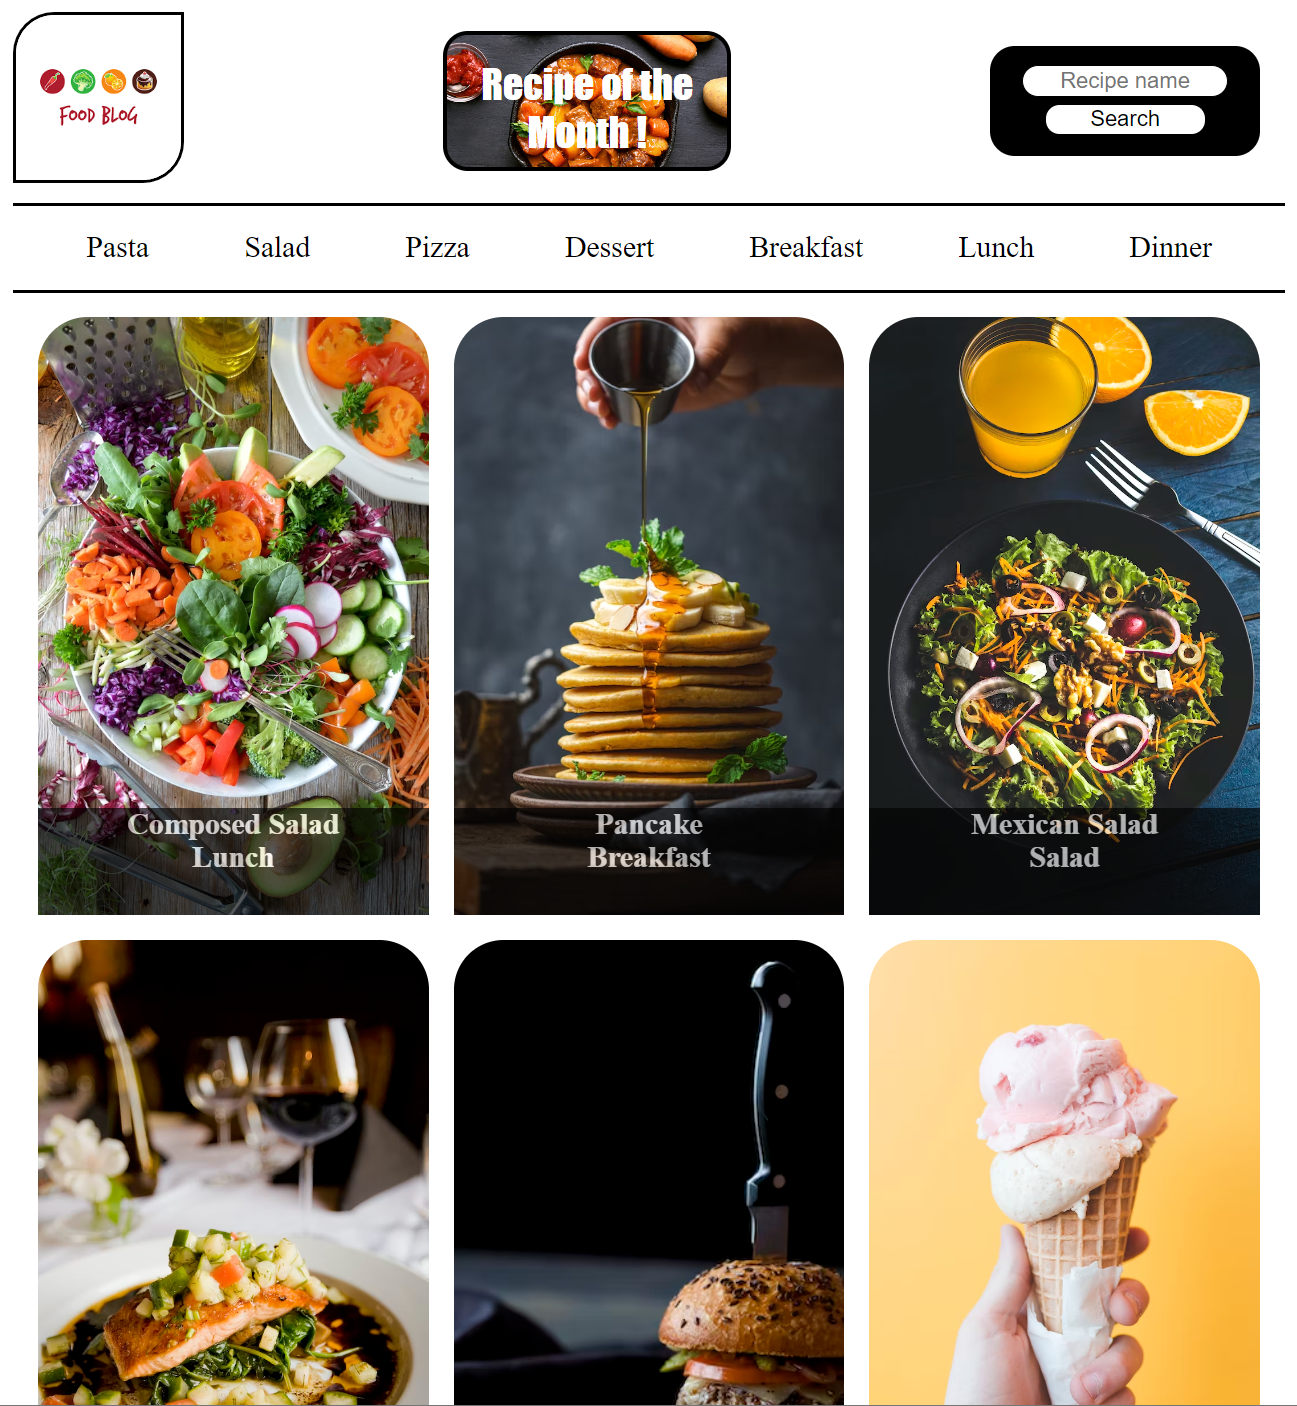 FOOD BLOG
Recipe of the
Month !
Recipe name
Search
Pasta
Salad
Pizza
Dessert
Breakfast
Lunch
Dinner
Composed Salad
Lunch
Pancake
Breakfast
Mexican Salad
Salad